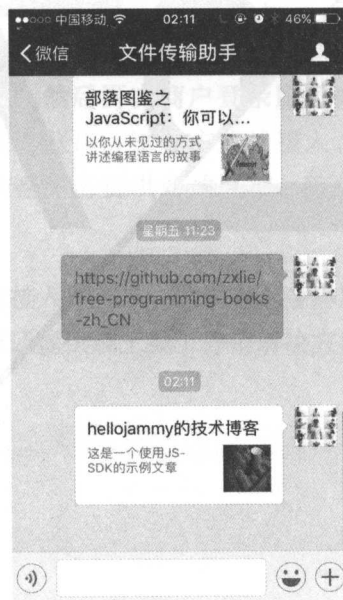 中国移动 02:11 46%
微信 文件传输助手
部落图鉴之
JavaScript：你可以...
以你从未见过的方式
讲述编程语言的故事
星期五 11:23
https://github.com/zxlie/
free-programming-books
-zh_CN
02:11
hellojammy的技术博客
这是一个使用JS-
SDK的示例文章